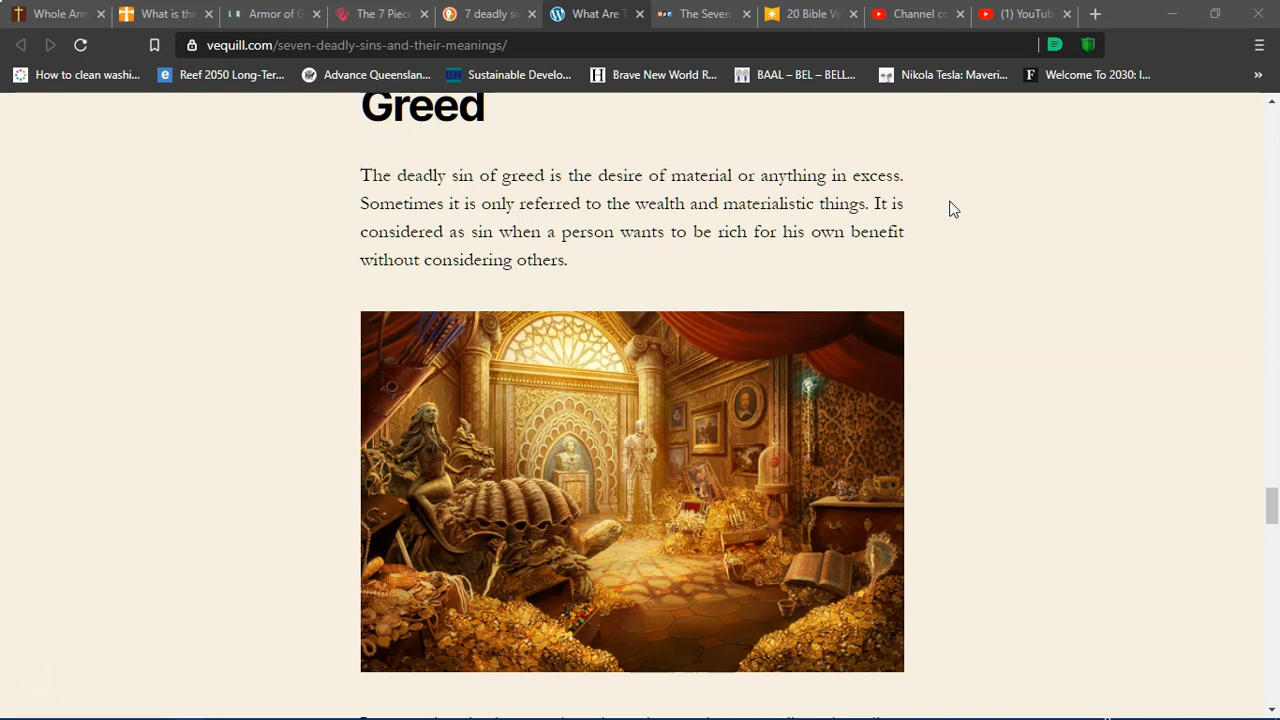 Whole Arm
What is the
Armor of G
The 7 Piece
7 deadly si
What Are T
The Seven
20 Bible Ve
Channel co
(1) YouTub
vequill.com/seven-deadly-sins-and-their-meanings/
How to clean washi...
Reef 2050 Long-Ter...
Advance Queenslan...
Sustainable Develo...
Brave New World R...
BAAL – BEL – BELL...
Nikola Tesla: Maveri...
Welcome To 2030: I...
Greed
The deadly sin of greed is the desire of material or anything in excess.
Sometimes it is only referred to the wealth and materialistic things. It is
considered as sin when a person wants to be rich for his own benefit
without considering others.